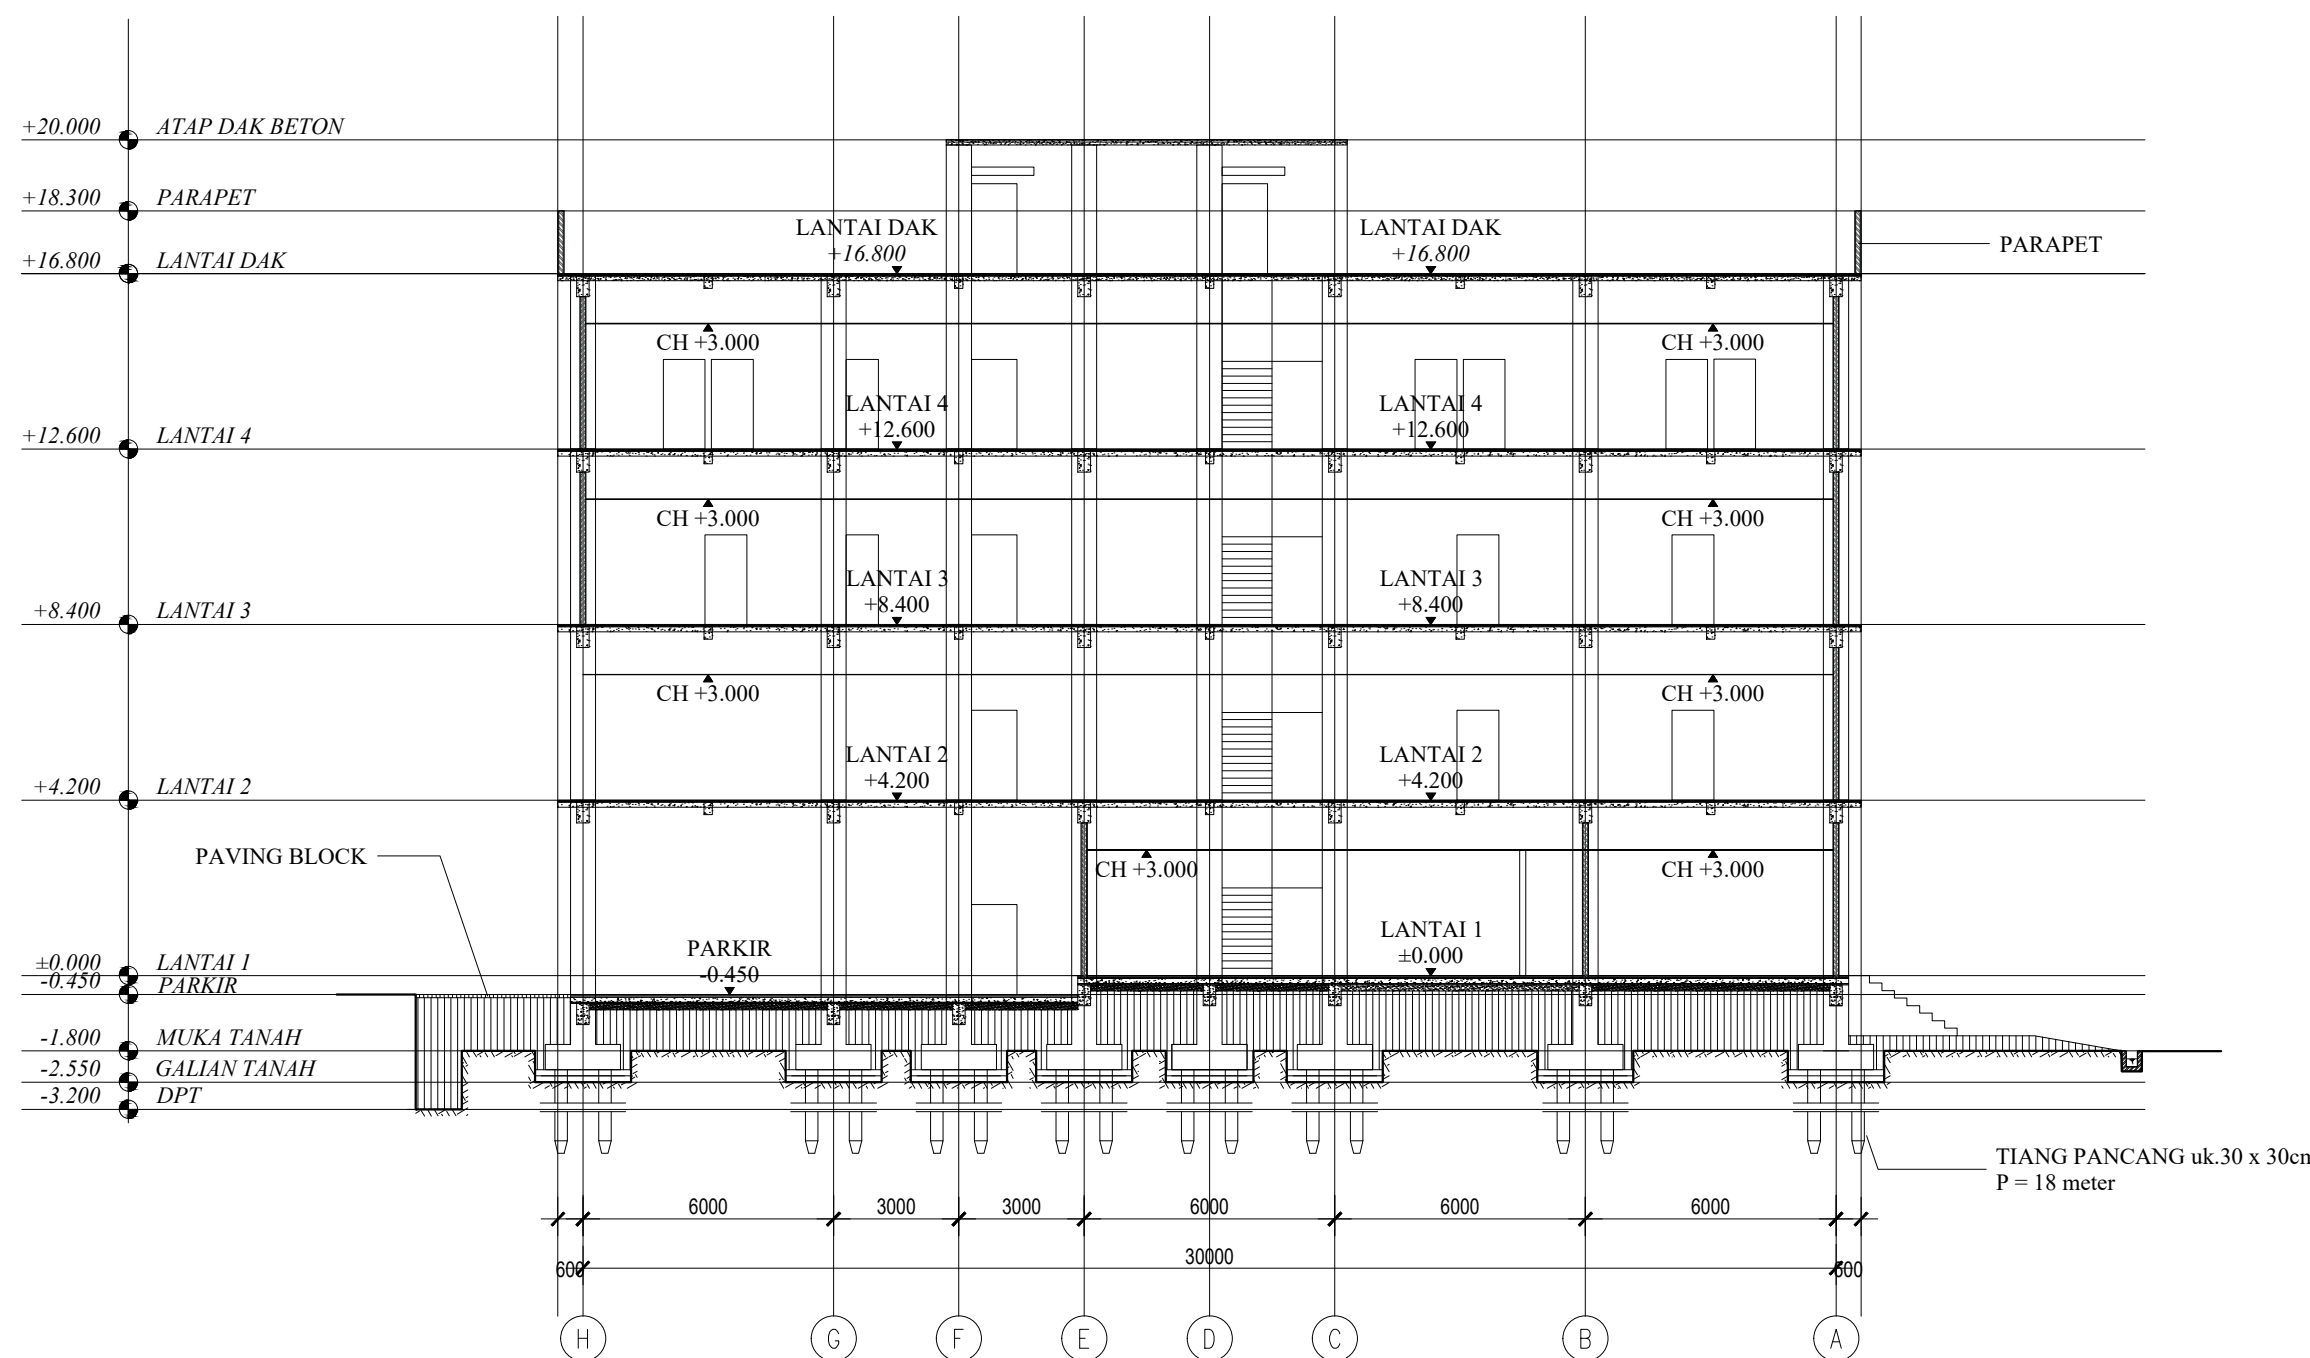 +20.000 ATAP DAK BETON
+18.300 PARAPET
LANTAI DAK
+16.800
LANTAI DAK
+16.800
PARAPET
+16.800 LANTAI DAK
CH +3.000
CH +3.000
LANTAI 4
+12.600
LANTAI 4
+12.600
+12.600 LANTAI 4
CH +3.000
CH +3.000
LANTAI 3
+8.400
LANTAI 3
+8.400
+8.400 LANTAI 3
CH +3.000
CH +3.000
LANTAI 2
+4.200
LANTAI 2
+4.200
+4.200 LANTAI 2
PAVING BLOCK
CH +3.000
CH +3.000
PARKIR
-0.450
LANTAI 1
±0.000
±0.000 LANTAI 1
-0.450 PARKIR
-1.800 MUKA TANAH
-2.550 GALIAN TANAH
-3.200 DPT
TIANG PANCANG uk.30 x 30cm
P = 18 meter
6000 3000 3000 6000 6000 6000
600 30000 600
H G F E D C B A